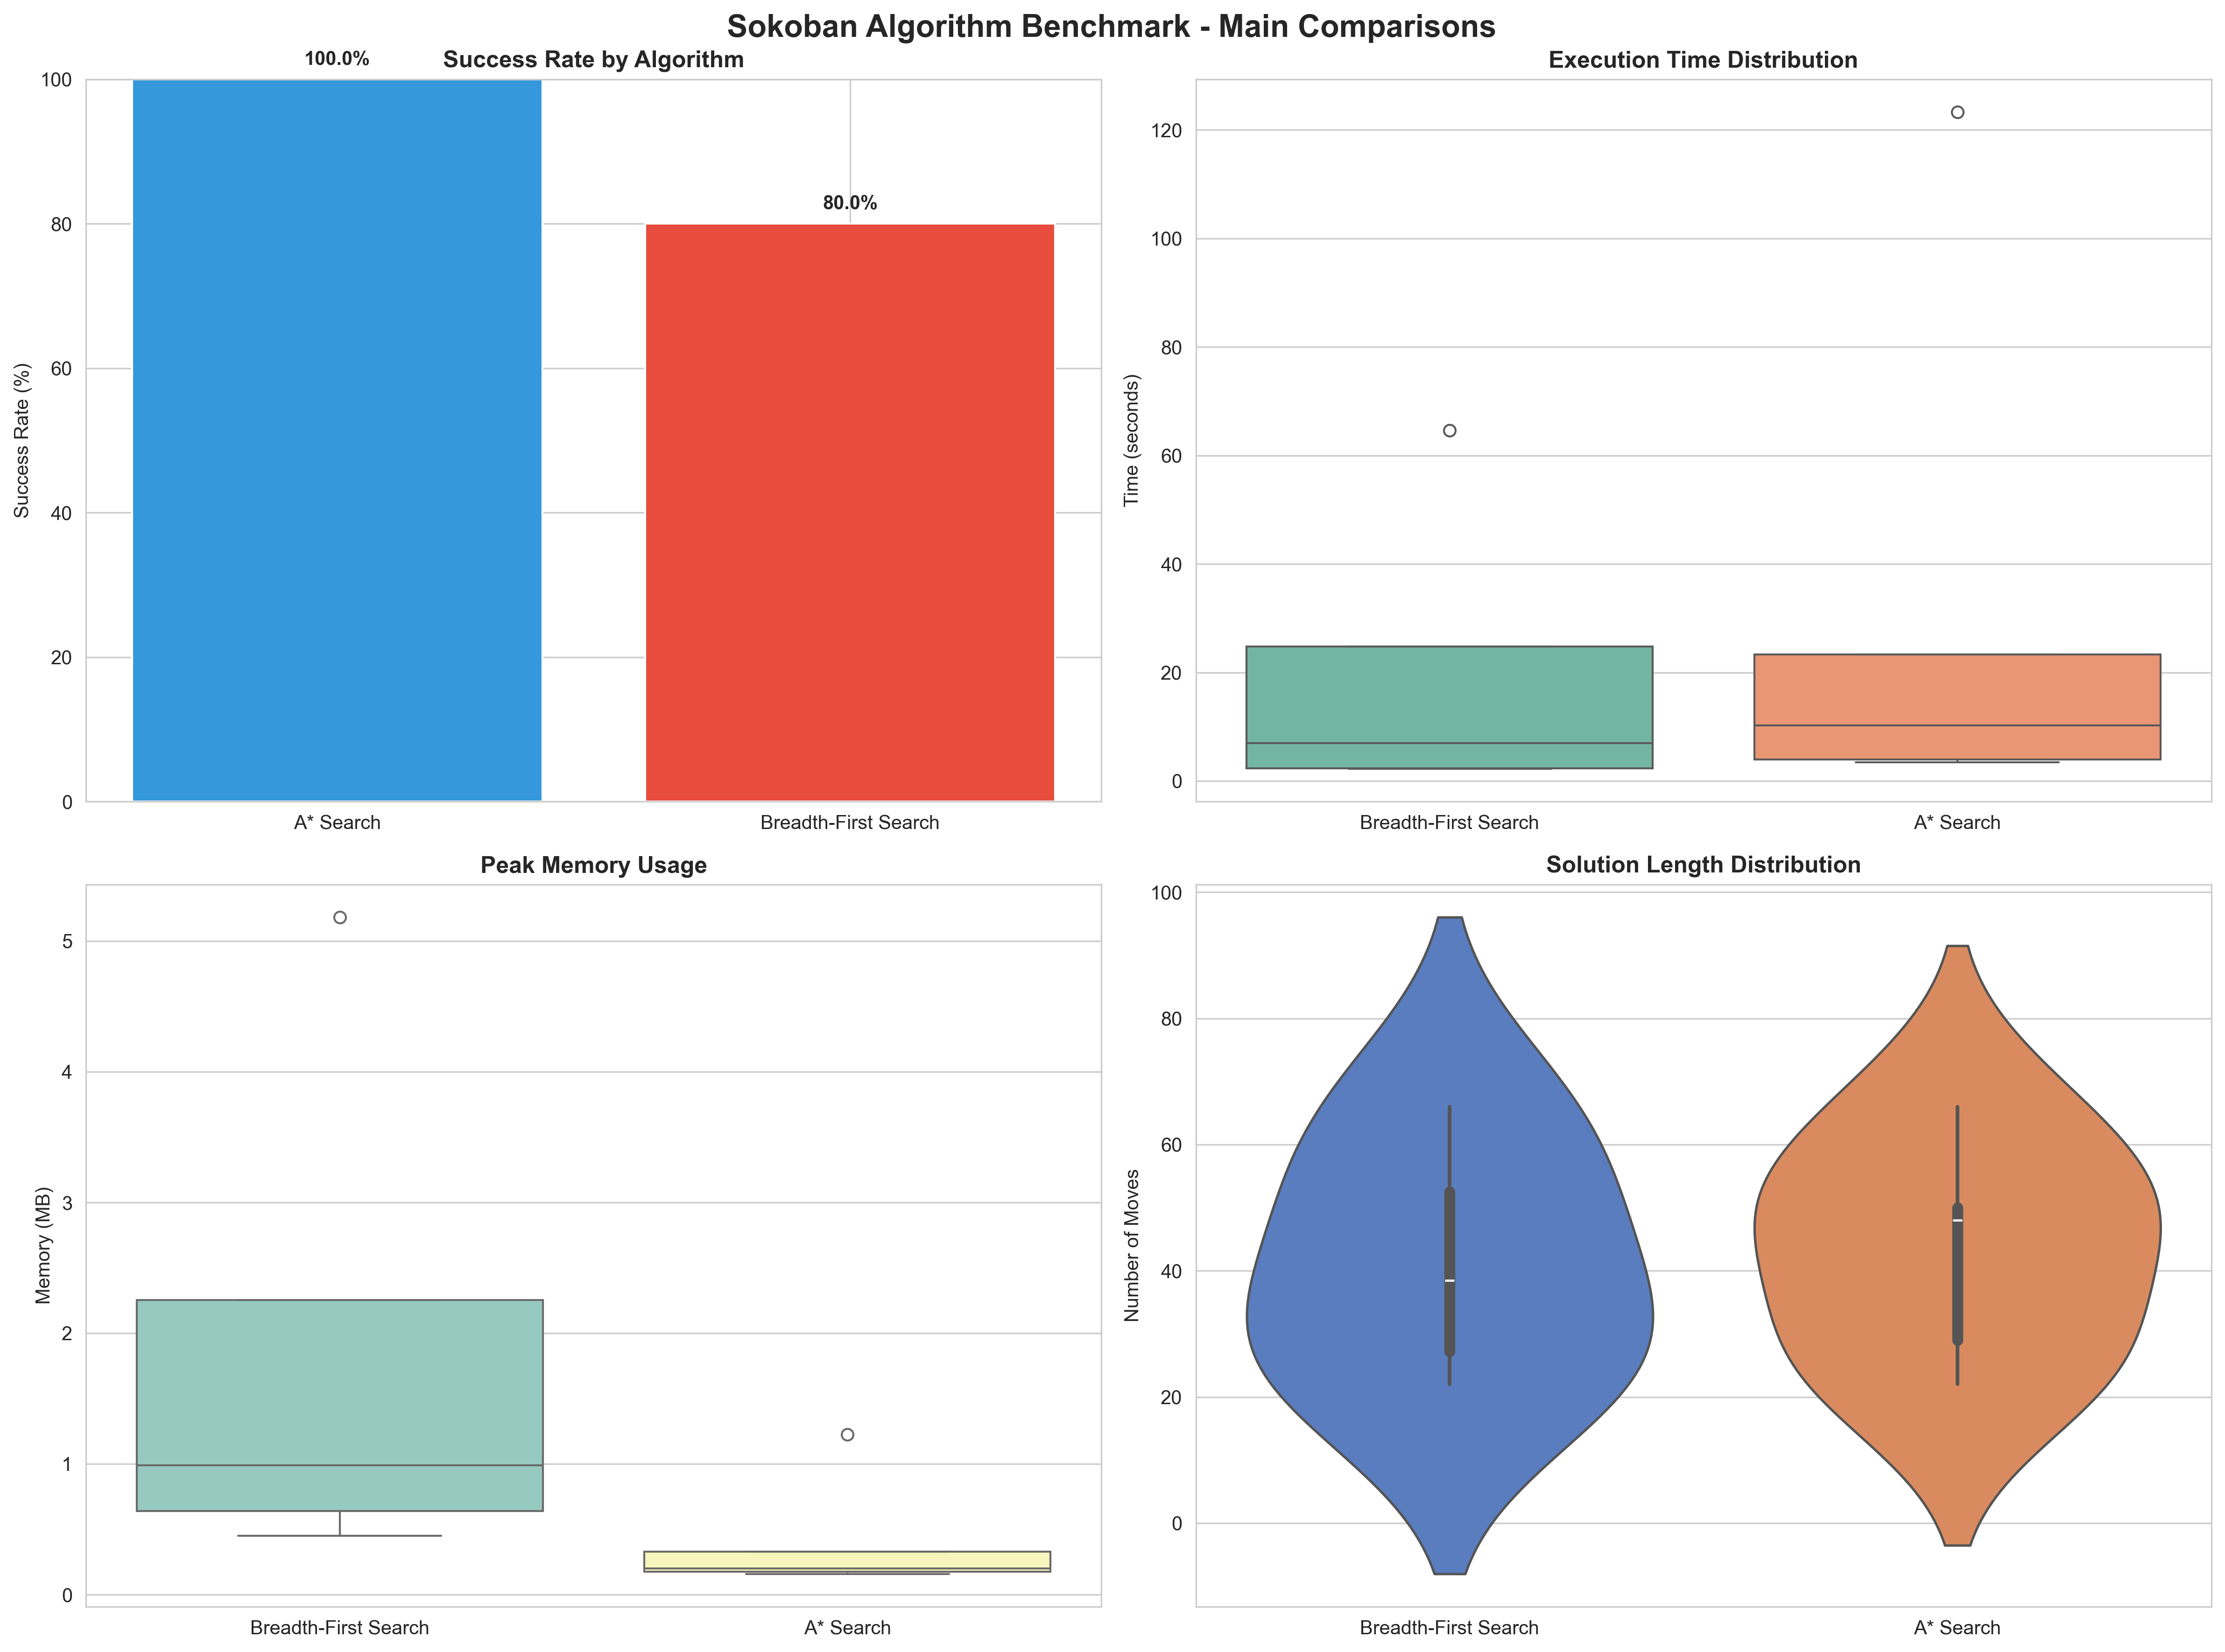 Sokoban Algorithm Benchmark - Main Comparisons
Success Rate by Algorithm
100.0%
80.0%
100
80
60
40
20
0
Success Rate (%)
A* Search
Breadth-First Search
Execution Time Distribution
120
100
80
60
40
20
0
Time (seconds)
Breadth-First Search
A* Search
Peak Memory Usage
5
4
3
2
1
0
Memory (MB)
Breadth-First Search
A* Search
Solution Length Distribution
100
80
60
40
20
0
Number of Moves
Breadth-First Search
A* Search